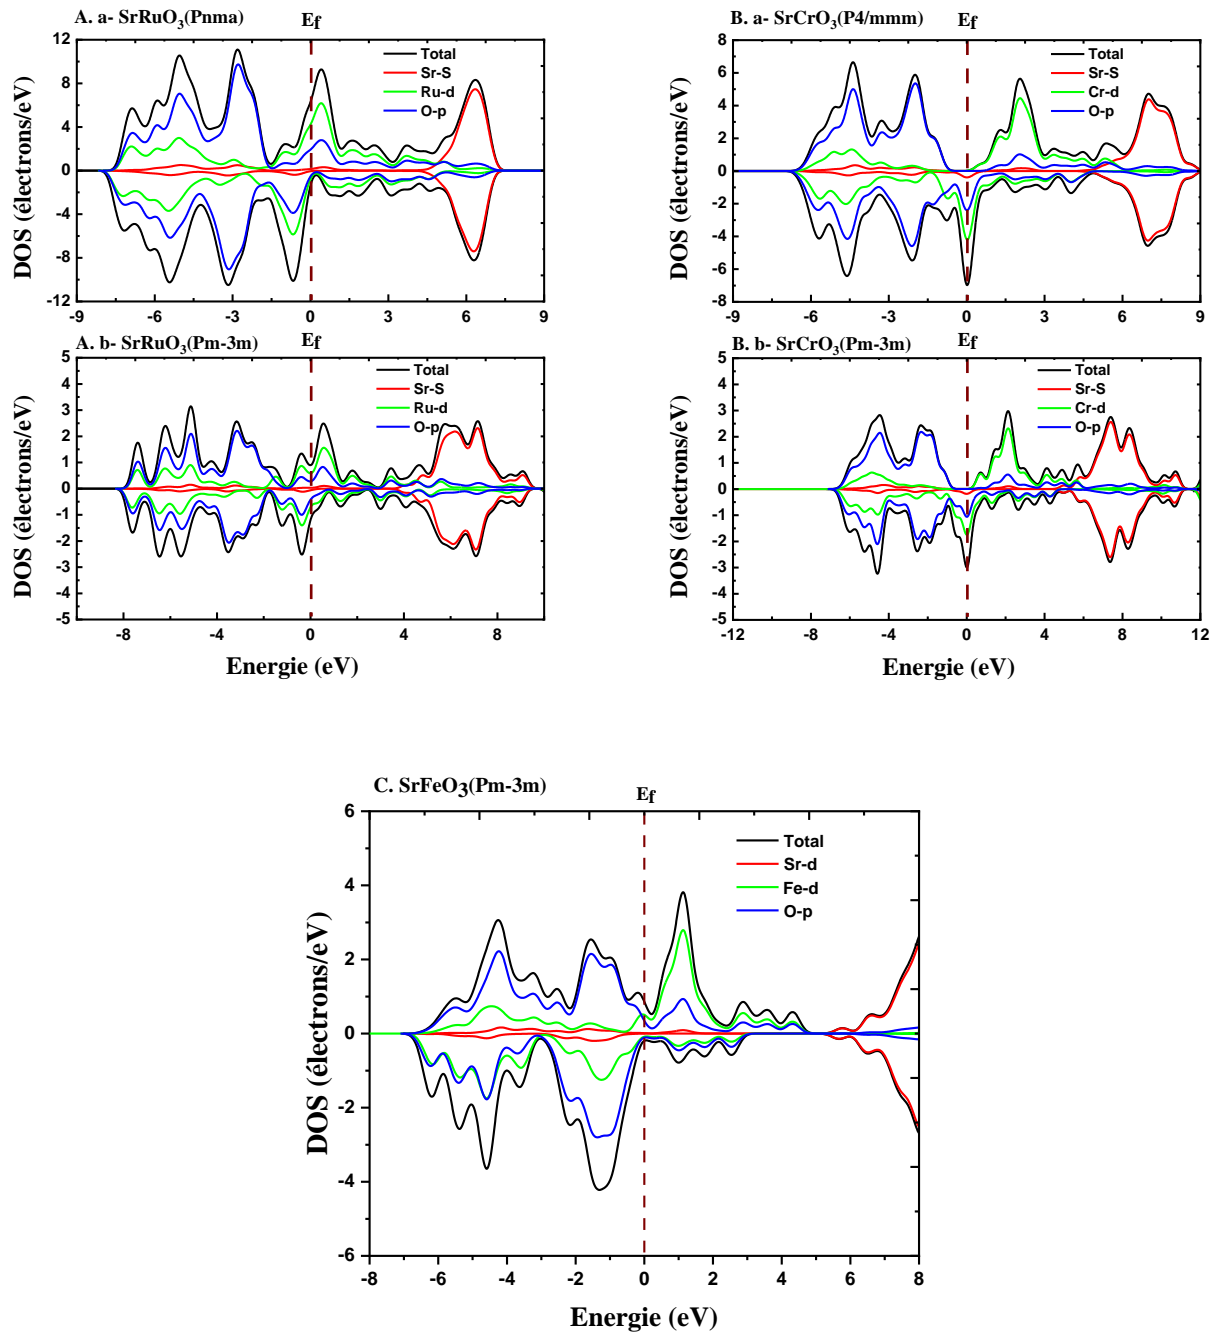 A. a- SrRuO3(Pnma)
Ef
12
8
4
0
-4
-8
-12
DOS (électrons/eV)
Total
Sr-S
Ru-d
O-p
-9 -6 -3 0 3 6 9
B. a- SrCrO3(P4/mmm)
Ef
8
6
4
2
0
-2
-4
-6
-8
DOS (électrons/eV)
Total
Sr-S
Cr-d
O-p
-9 -6 -3 0 3 6 9
A. b- SrRuO3(Pm-3m)
Ef
5
4
3
2
1
0
-1
-2
-3
-4
-5
DOS (électrons/eV)
Total
Sr-S
Ru-d
O-p
-8 -4 0 4 8
Energie (eV)
B. b- SrCrO3(Pm-3m)
Ef
5
4
3
2
1
0
-1
-2
-3
-4
-5
DOS (électrons/eV)
Total
Sr-S
Cr-d
O-p
-12 -8 -4 0 4 8 12
Energie (eV)
C. SrFeO3(Pm-3m)
Ef
6
4
2
0
-2
-4
-6
DOS (électrons/eV)
Total
Sr-d
Fe-d
O-p
-8 -6 -4 -2 0 2 4 6 8
Energie (eV)